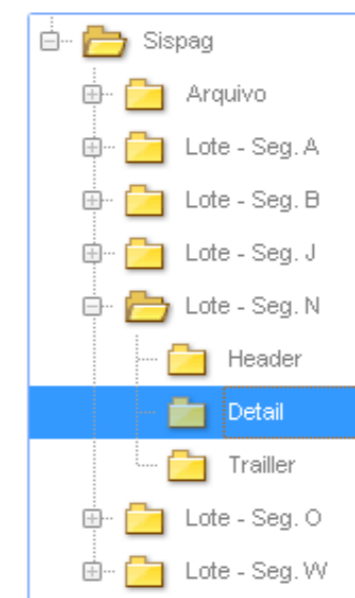 Sispag
Arquivo
Lote - Seg. A
Lote - Seg. B
Lote - Seg. J
Lote - Seg. N
Header
Detail
Trailler
Lote - Seg. O
Lote - Seg. W